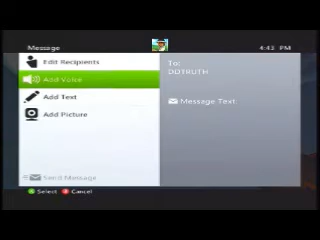 Message
4:43 PM
Edit Recipients
Add Voice
Add Text
Add Picture
Send Message
To:
DDTRUTH
Message Text:
A Select B Cancel